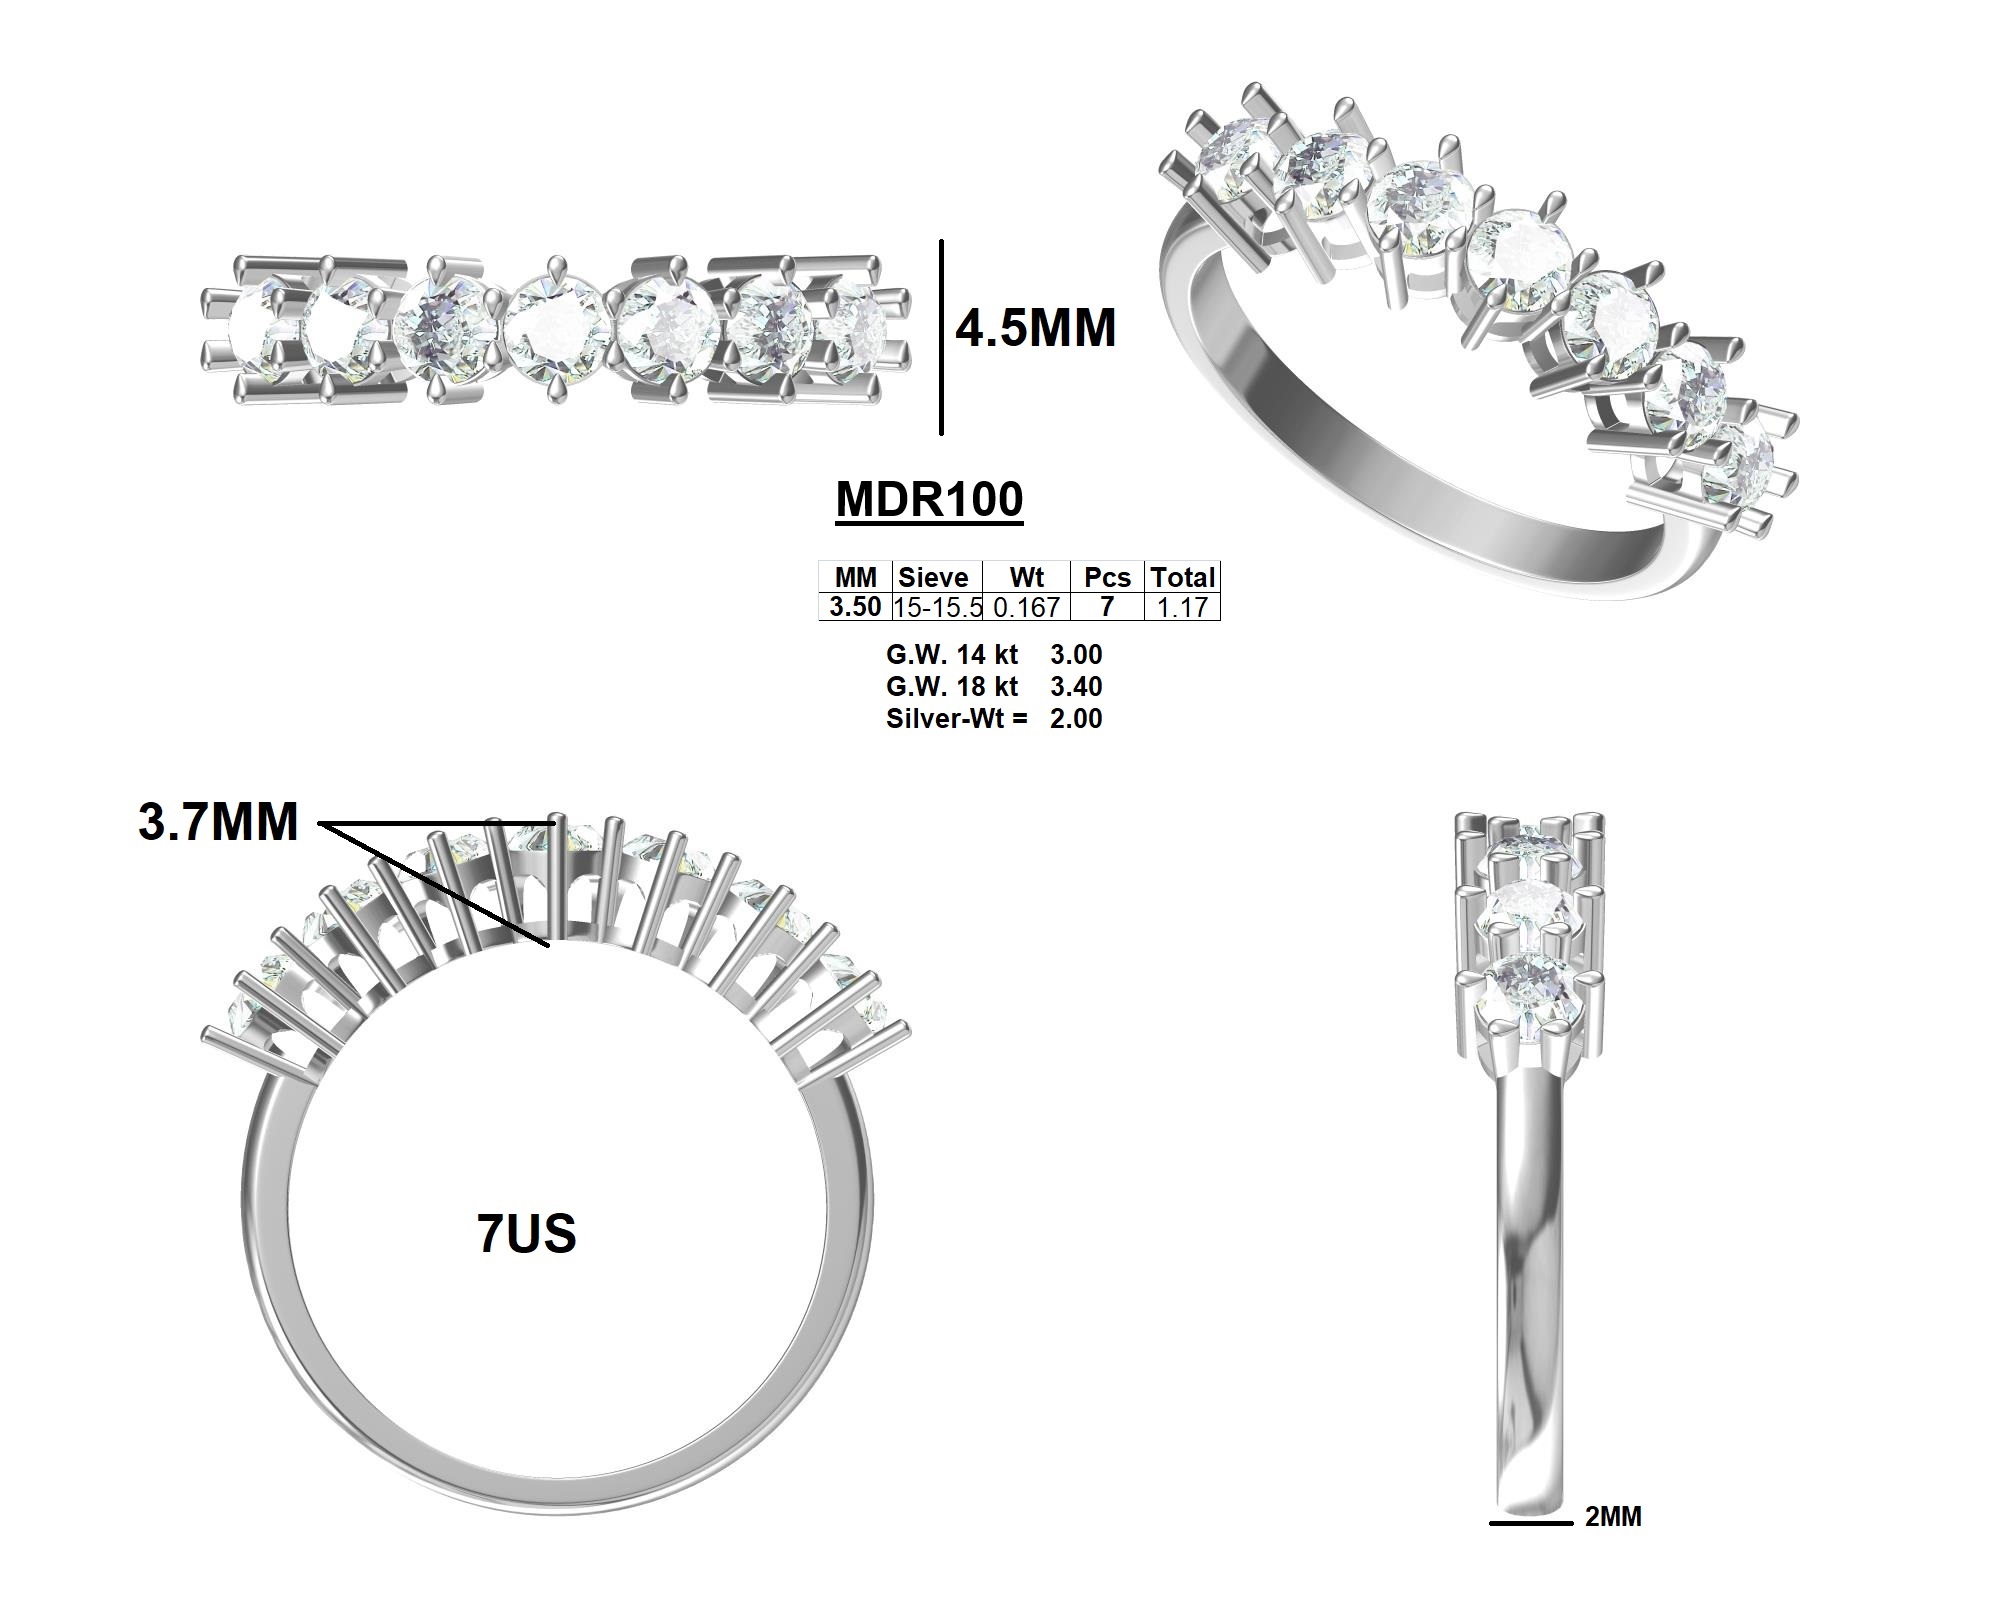 4.5MM
MDR100
MM Sieve Wt Pcs Total
3.50 15-15.5 0.167 7 1.17
G.W. 14 kt 3.00
G.W. 18 kt 3.40
Silver-Wt = 2.00
3.7MM
7US
2MM